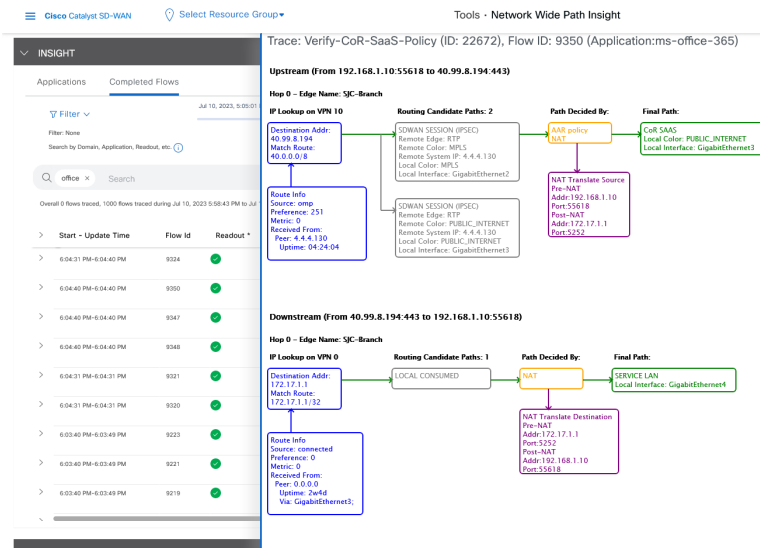 Cisco Catalyst SD-WAN
Select Resource Group▾
Tools · Network Wide Path Insight
INSIGHT
Applications
Completed Flows
Filter
Jul 10, 2023, 5:05:01
Filter: None
Search by Domain, Application, Readout, etc.
office ×
Search
Overall 0 flows traced, 1000 flows traced during Jul 10, 2023 5:58:43 PM to Jul
Start - Update Time
Flow Id
Readout *
6:04:31 PM-6:04:40 PM
9324
6:04:40 PM-6:04:40 PM
9350
6:04:40 PM-6:04:40 PM
9347
6:04:40 PM-6:04:40 PM
9348
6:04:31 PM-6:04:31 PM
9321
6:04:31 PM-6:04:31 PM
9320
6:03:40 PM-6:03:49 PM
9223
6:03:40 PM-6:03:49 PM
9221
6:03:40 PM-6:03:49 PM
9219
Trace: Verify-CoR-SaaS-Policy (ID: 22672), Flow ID: 9350 (Application:ms-office-365)
Upstream (From 192.168.1.10:55618 to 40.99.8.194:443)
Hop 0 – Edge Name: SJC-Branch
IP Lookup on VPN 10
Routing Candidate Paths: 2
Path Decided By:
Final Path:
Destination Addr:
40.99.8.194
Match Route:
40.0.0.0/8
Route Info
Source: omp
Preference: 251
Metric: 0
Received From:
Peer: 4.4.4.130
Uptime: 04:24:04
SDWAN SESSION (IPSEC)
Remote Edge: RTP
Remote Color: MPLS
Remote System IP: 4.4.4.130
Local Color: MPLS
Local Interface: GigabitEthernet2
SDWAN SESSION (IPSEC)
Remote Edge: RTP
Remote Color: PUBLIC_INTERNET
Remote System IP: 4.4.4.130
Local Color: PUBLIC_INTERNET
Local Interface: GigabitEthernet3
AAR policy
NAT
NAT Translate Source
Pre-NAT
Addr:192.168.1.10
Port:55618
Post-NAT
Addr:172.17.1.1
Port:5252
CoR SAAS
Local Color: PUBLIC_INTERNET
Local Interface: GigabitEthernet3
Downstream (From 40.99.8.194:443 to 192.168.1.10:55618)
Hop 0 – Edge Name: SJC-Branch
IP Lookup on VPN 0
Routing Candidate Paths: 1
Path Decided By:
Final Path:
Destination Addr:
172.17.1.1
Match Route:
172.17.1.1/32
Route Info
Source: connected
Preference: 0
Metric: 0
Received From:
Peer: 0.0.0.0
Uptime: 2w4d
Via: GigabitEthernet3;
LOCAL CONSUMED
NAT
NAT Translate Destination
Pre-NAT
Addr:172.17.1.1
Port:5252
Post-NAT
Addr:192.168.1.10
Port:55618
SERVICE LAN
Local Interface: GigabitEthernet4